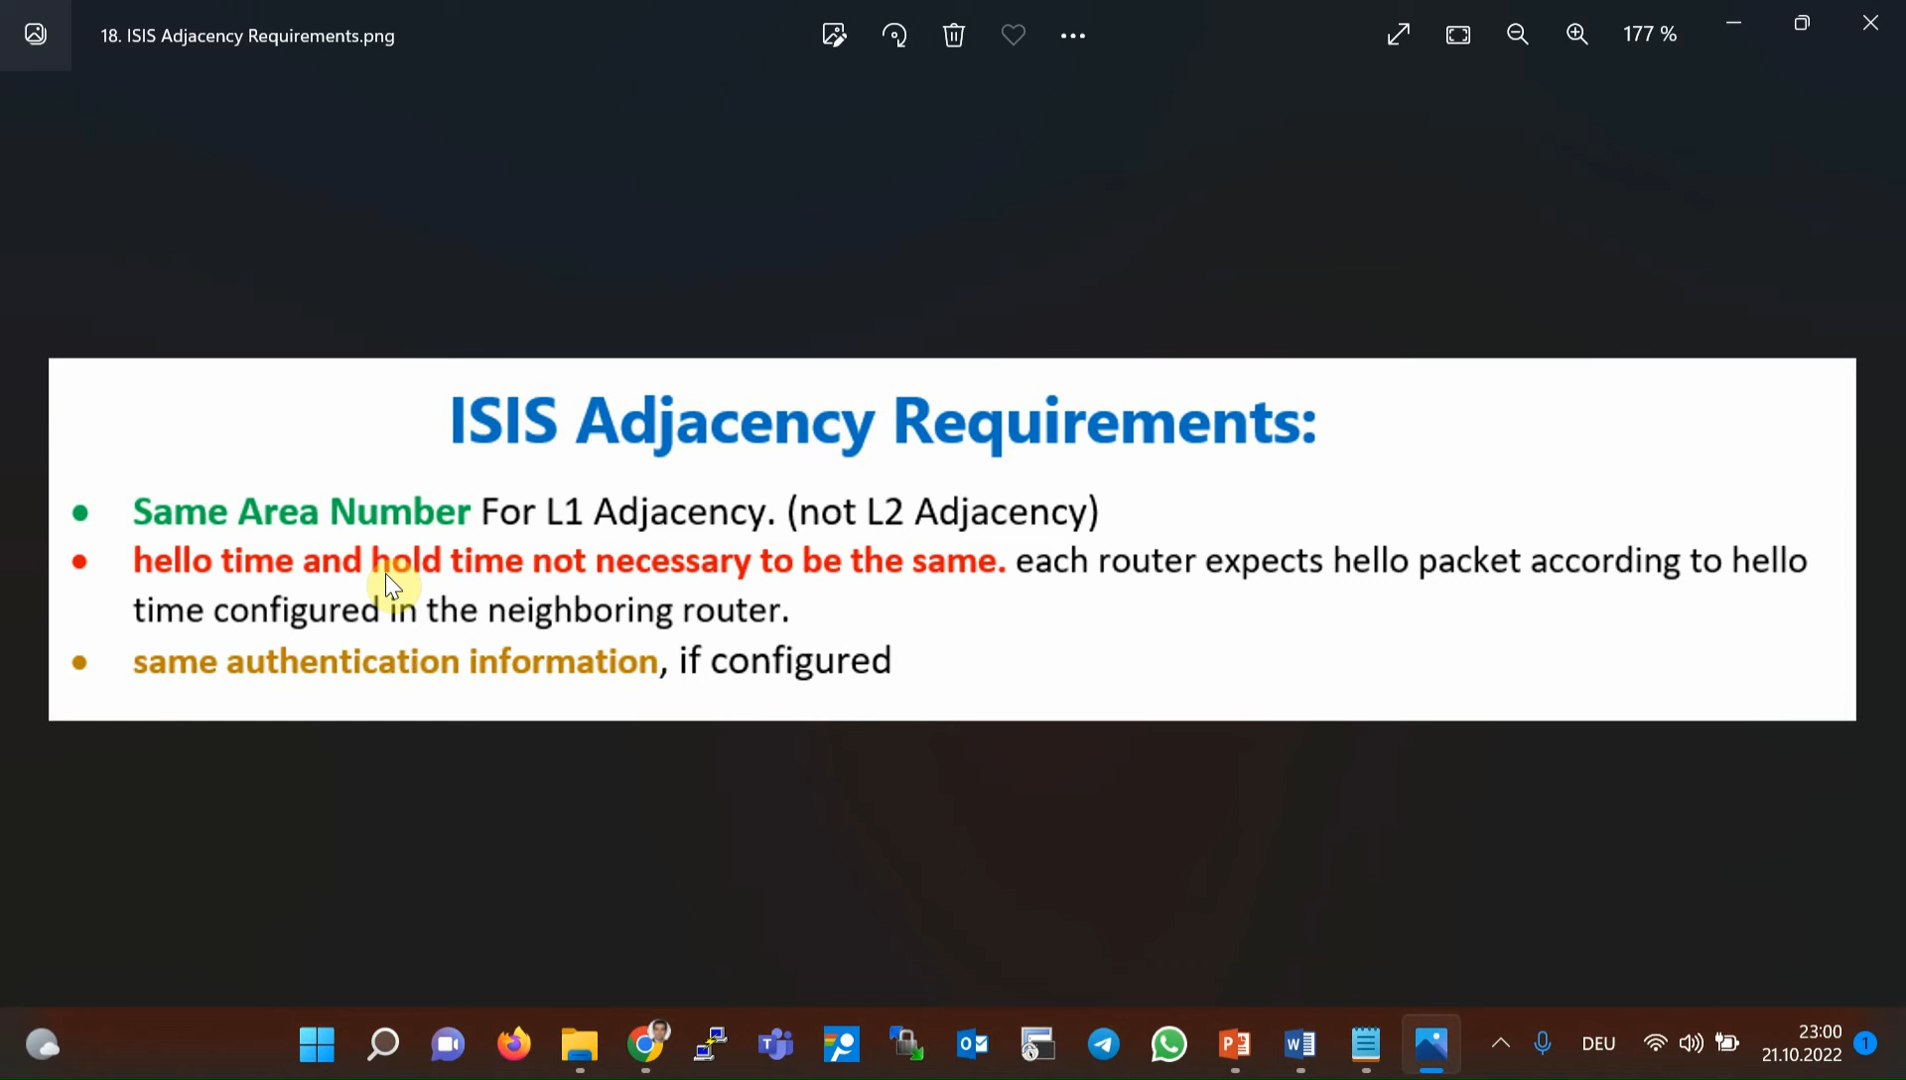 18. ISIS Adjacency Requirements.png
177 %
ISIS Adjacency Requirements:
• Same Area Number For L1 Adjacency. (not L2 Adjacency)
• hello time and hold time not necessary to be the same. each router expects hello packet according to hello
time configured in the neighboring router.
• same authentication information, if configured
DEU
23:00
21.10.2022
1